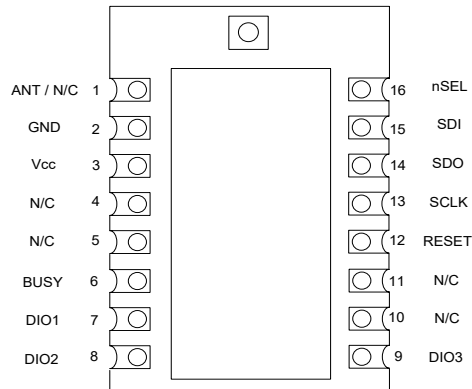 ANT / N/C 1 16 nSEL
GND 2 15 SDI
Vcc 3 14 SDO
N/C 4 13 SCLK
N/C 5 12 RESET
BUSY 6 11 N/C
DIO1 7 10 N/C
DIO2 8 9 DIO3